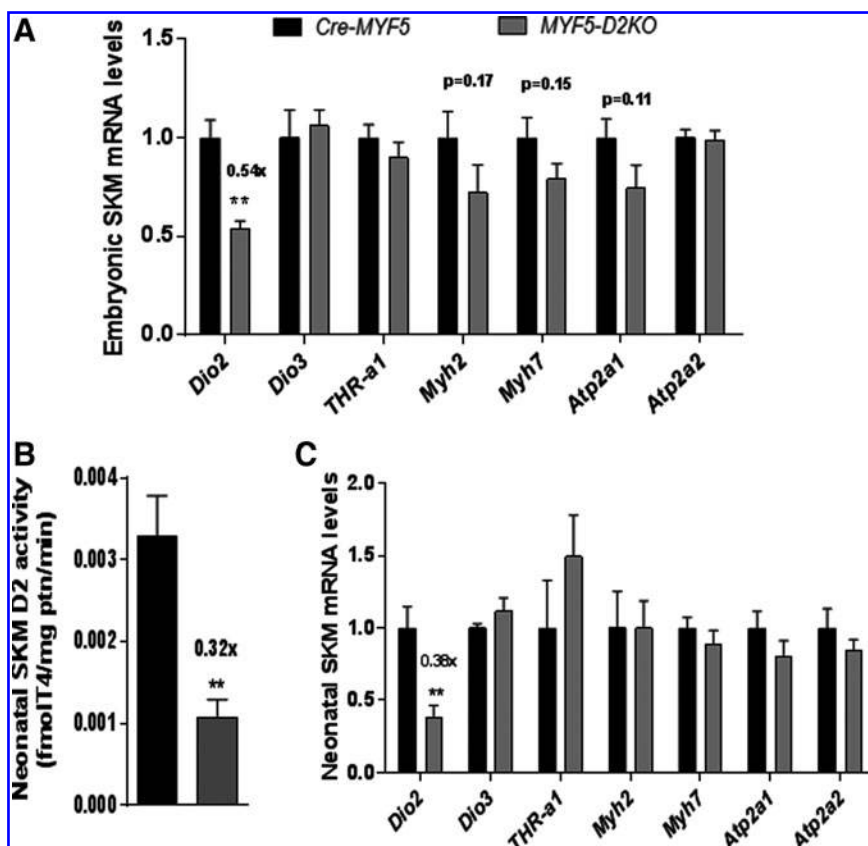 A
Cre-MYF5
MYF5-D2KO
Embryonic SKM mRNA levels
1.5
1.0
0.5
0.0
0.54x
**
p=0.17
p=0.15
p=0.11
Dio2
Dio3
THR-a1
Myh2
Myh7
Atp2a1
Atp2a2
B
Neonatal SKM D2 activity
(fmolT4/mg ptn/min)
0.004
0.003
0.002
0.001
0.000
0.32x
**
C
Neonatal SKM mRNA levels
2.0
1.5
1.0
0.5
0.0
0.38x
**
Dio2
Dio3
THR-a1
Myh2
Myh7
Atp2a1
Atp2a2